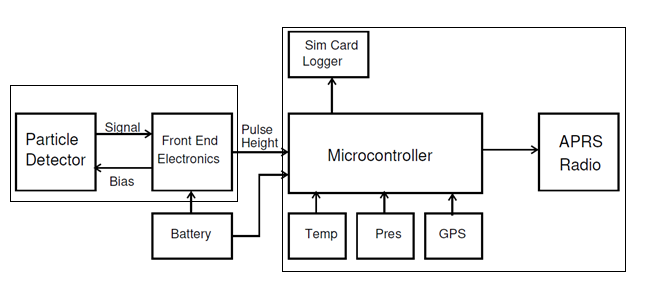 Sim Card
Logger
Particle
Detector
Signal
Bias
Front End
Electronics
Pulse
Height
Microcontroller
APRS
Radio
Battery
Temp
Pres
GPS